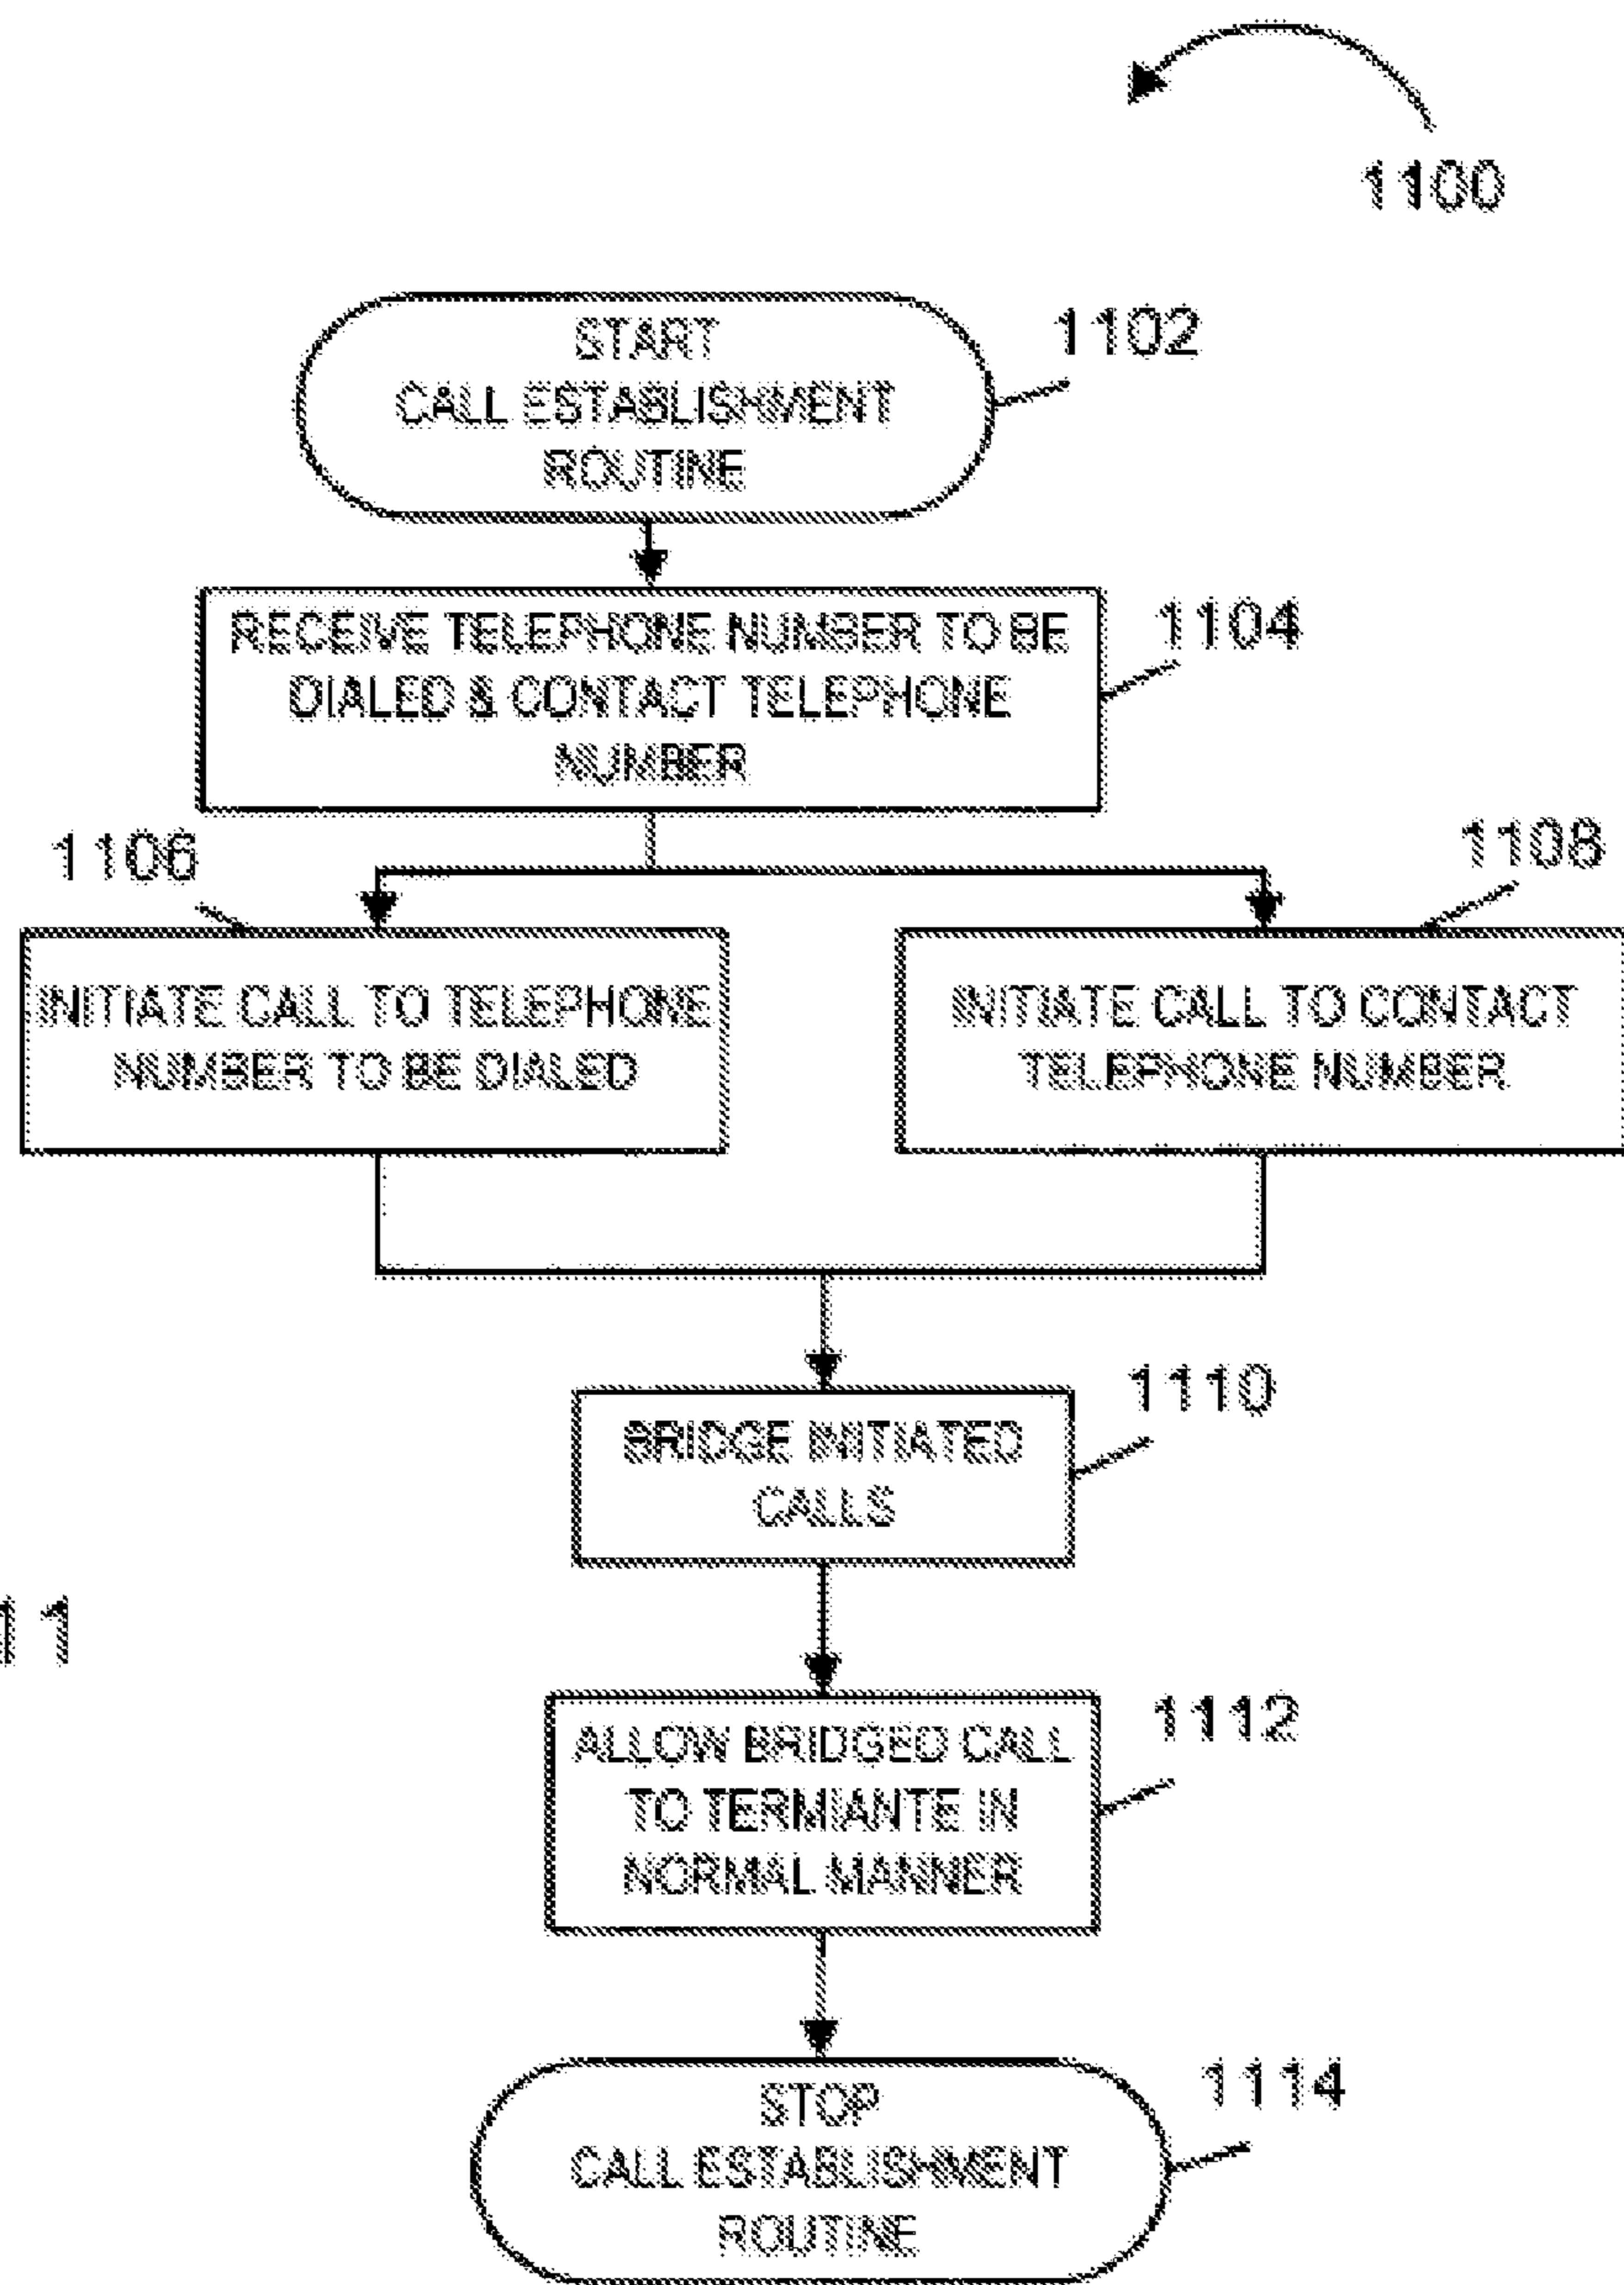 1100
START
CALL ESTABLISHMENT
ROUTINE
1102
RECEIVE TELEPHONE NUMBER TO BE
DIALED & CONTACT TELEPHONE
NUMBER
1104
1106
1108
INITIATE CALL TO TELEPHONE
NUMBER TO BE DIALED
INITIATE CALL TO CONTACT
TELEPHONE NUMBER
BRIDGE INITIATED
CALLS
1110
11
ALLOW BRIDGED CALL
TO TERMIANTE IN
NORMAL MANNER
1112
STOP
CALL ESTABLISHMENT
ROUTINE
1114